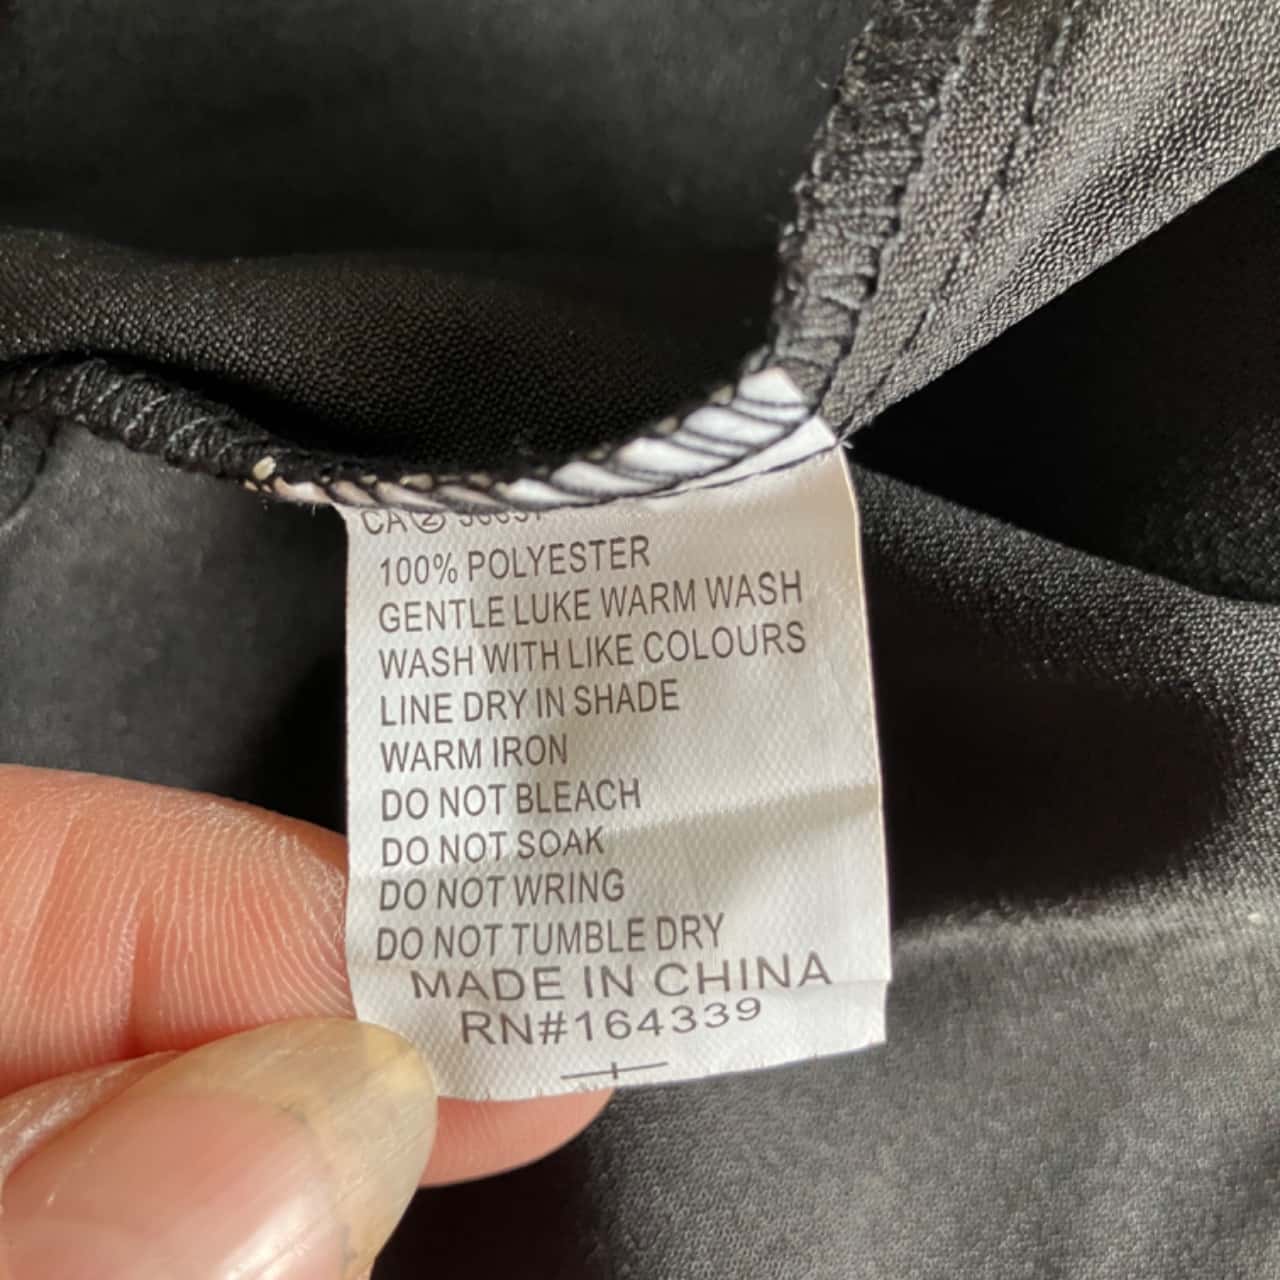 CA②
100% POLYESTER
GENTLE LUKE WARM WASH
WASH WITH LIKE COLOURS
LINE DRY IN SHADE
WARM IRON
DO NOT BLEACH
DO NOT SOAK
DO NOT WRING
DO NOT TUMBLE DRY
MADE IN CHINA
RN#164339